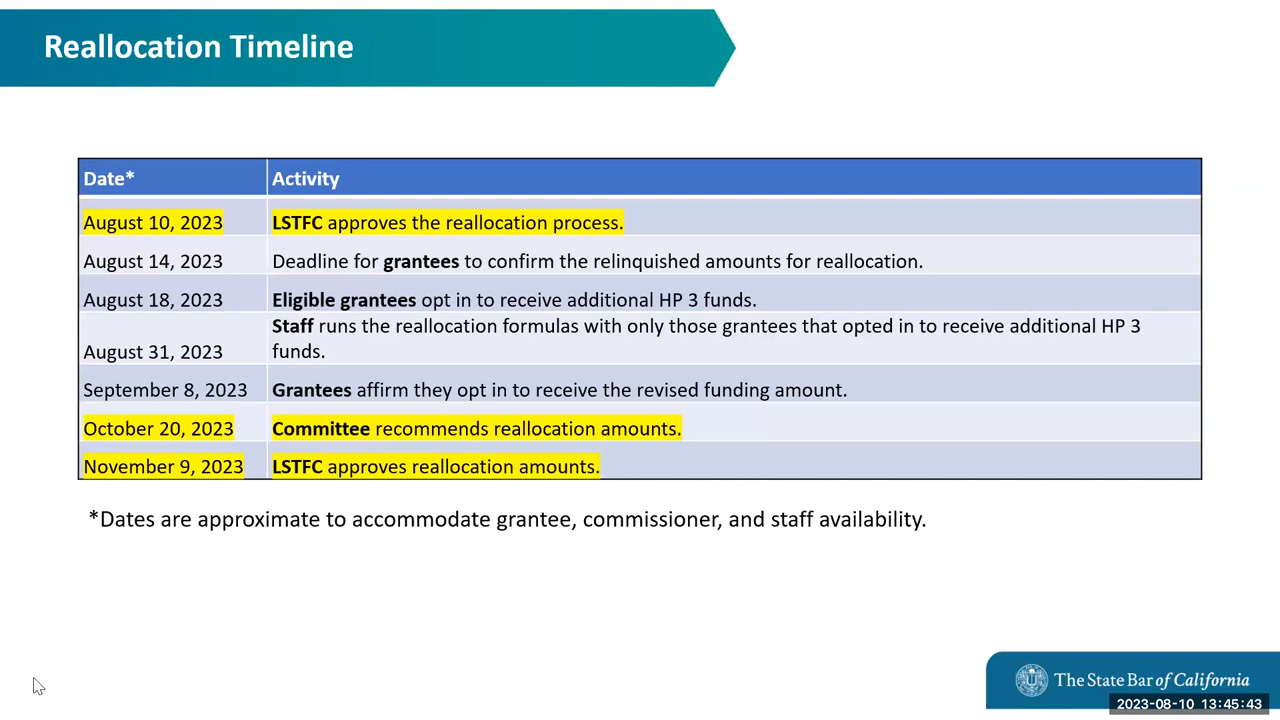 Reallocation Timeline
Date* Activity
August 10, 2023 LSTFC approves the reallocation process.
August 14, 2023 Deadline for grantees to confirm the relinquished amounts for reallocation.
August 18, 2023 Eligible grantees opt in to receive additional HP 3 funds.
Staff runs the reallocation formulas with only those grantees that opted in to receive additional HP 3
August 31, 2023 funds.
September 8, 2023 Grantees affirm they opt in to receive the revised funding amount.
October 20, 2023 Committee recommends reallocation amounts.
November 9, 2023 LSTFC approves reallocation amounts.
*Dates are approximate to accommodate grantee, commissioner, and staff availability.
The State Bar of California
2023-08-10 13:45:43